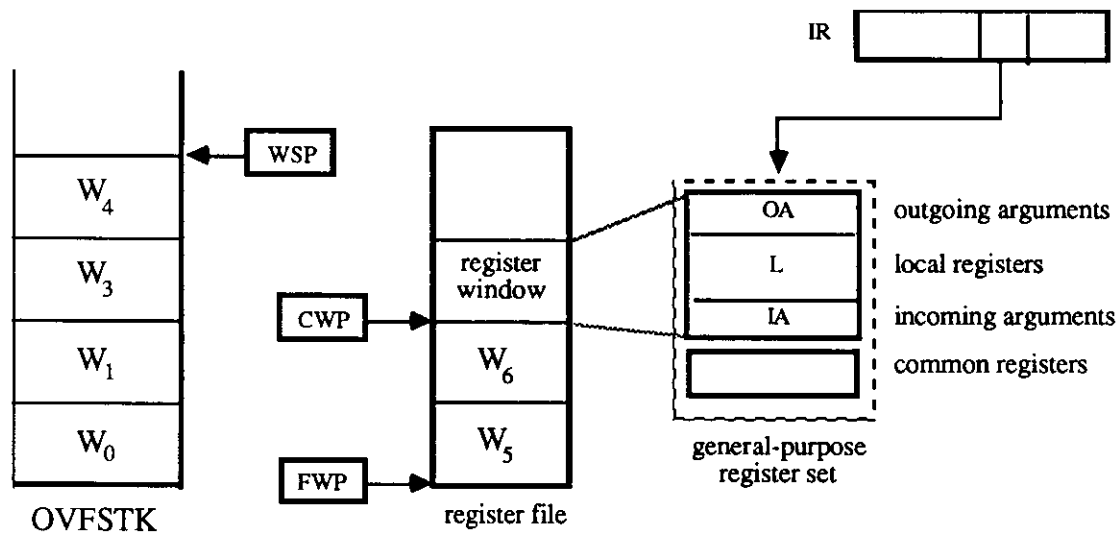 IR
WSP
W4
W3
W1
W0
OVFSTK
CWP
FWP
register
window
W6
W5
register file
OA
L
IA
outgoing arguments
local registers
incoming arguments
common registers
general-purpose
register set